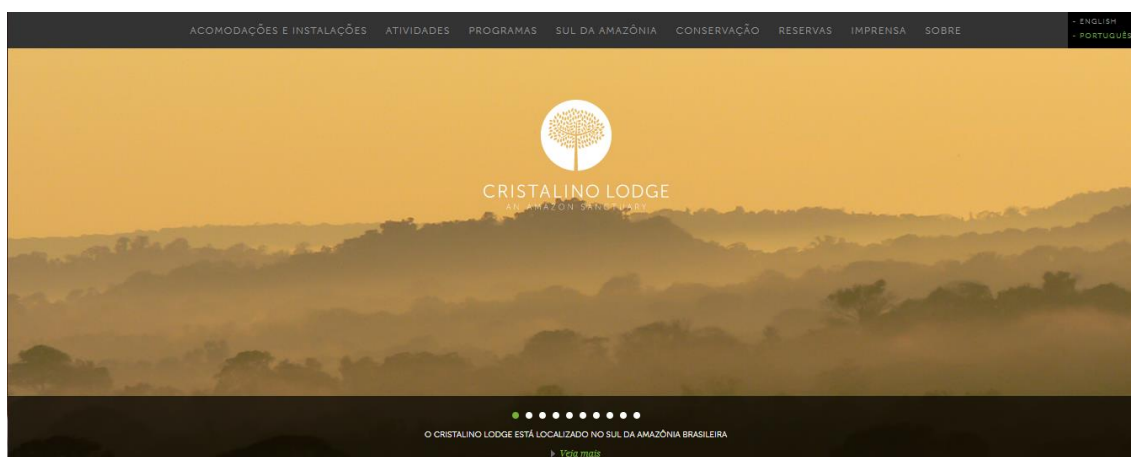 ACOMODAÇÕES E INSTALAÇÕES ATIVIDADES PROGRAMAS SUL DA AMAZÔNIA CONSERVAÇÃO RESERVAS IMPRENSA SOBRE
- ENGLISH
- PORTUGUÊS
CRISTALINO LODGE
AN AMAZON SANCTUARY
O CRISTALINO LODGE ESTÁ LOCALIZADO NO SUL DA AMAZÔNIA BRASILEIRA
Veja mais